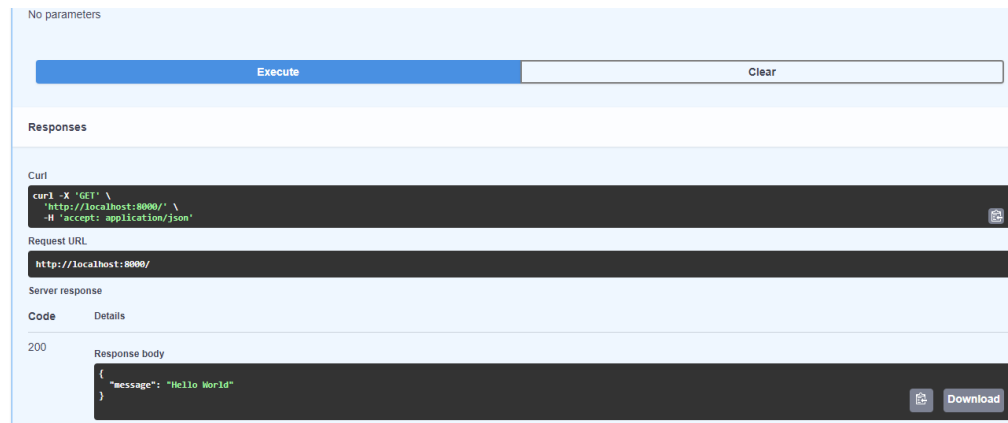 No parameters
Execute
Clear
Responses
Curl
curl -X 'GET' \
'http://localhost:8000/' \
-H 'accept: application/json'
Request URL
http://localhost:8000/
Server response
Code Details
200
Response body
{
"message": "Hello World"
}
Download